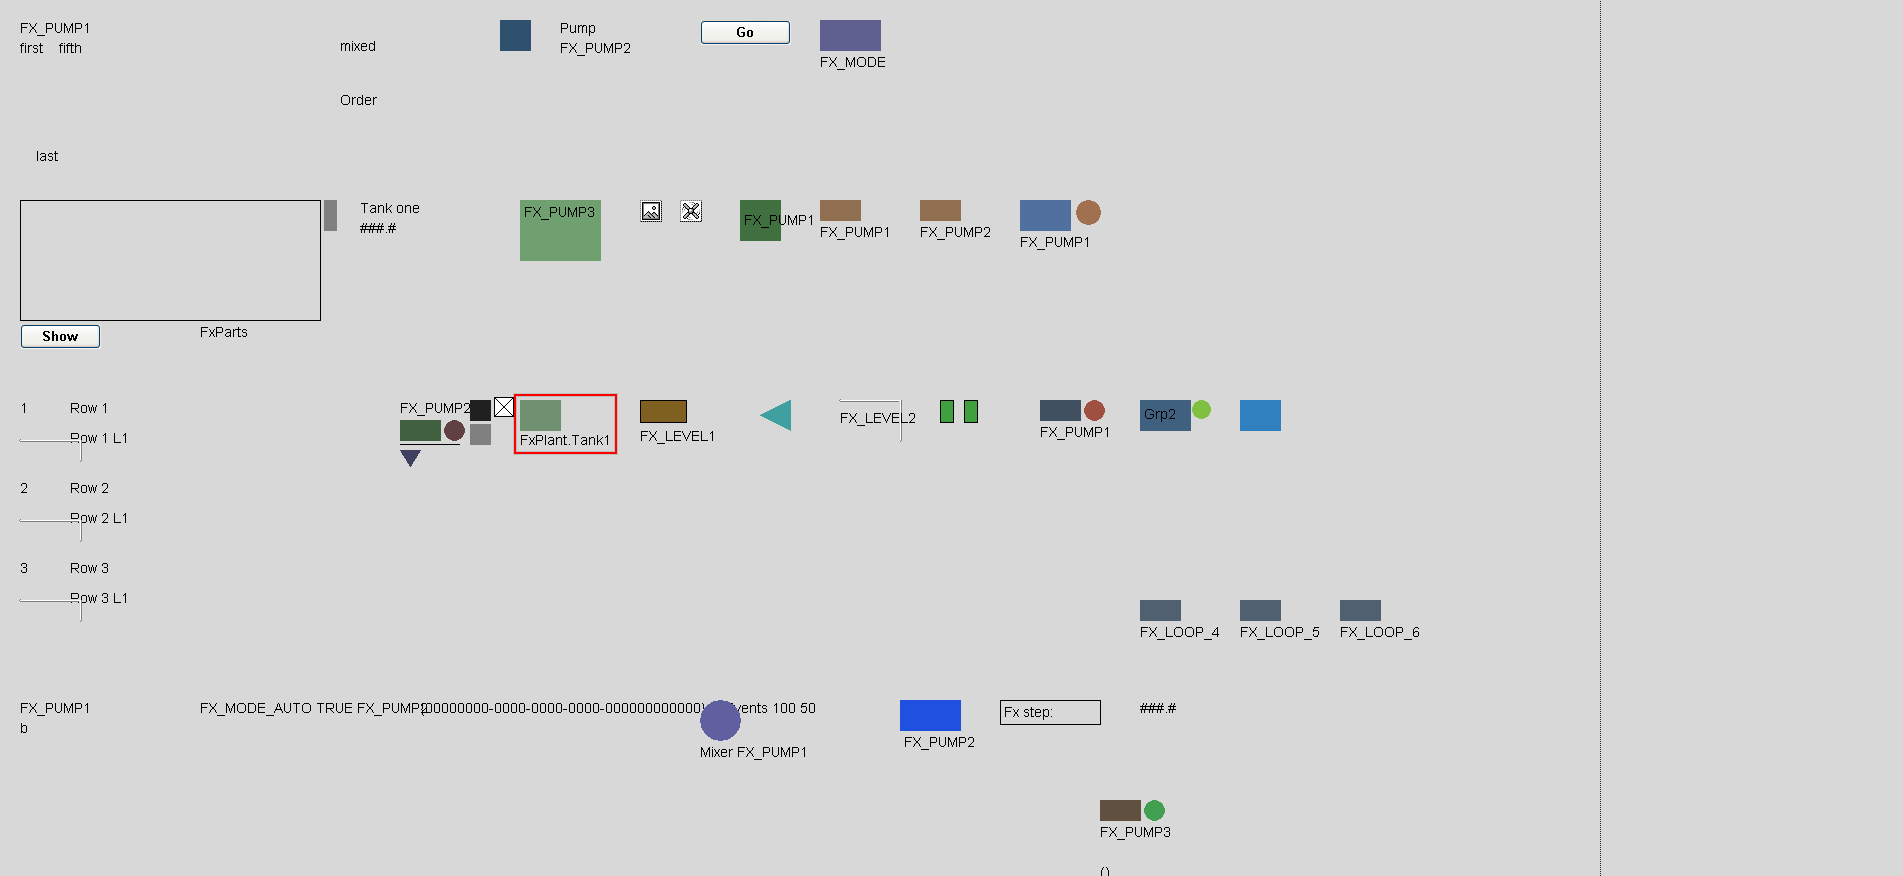 FX_PUMP1
first fifth
mixed
Pump
FX_PUMP2
Go
FX_MODE
Order
last
Tank one
###.#
FX_PUMP3
FX_PUMP1
FX_PUMP1
FX_PUMP2
FX_PUMP1
Show
FxParts
1 Row 1
Row 1 L1
2 Row 2
Row 2 L1
3 Row 3
Row 3 L1
FX_PUMP2
FxPlant.Tank1
FX_LEVEL1
FX_LEVEL2
FX_PUMP1
Grp2
FX_LOOP_4 FX_LOOP_5 FX_LOOP_6
FX_PUMP1
b
FX_MODE_AUTO TRUE FX_PUMP2
(00000000-0000-0000-0000-000000000000)
100 50
Mixer FX_PUMP1
FX_PUMP2
Fx step:
###.#
FX_PUMP3
()